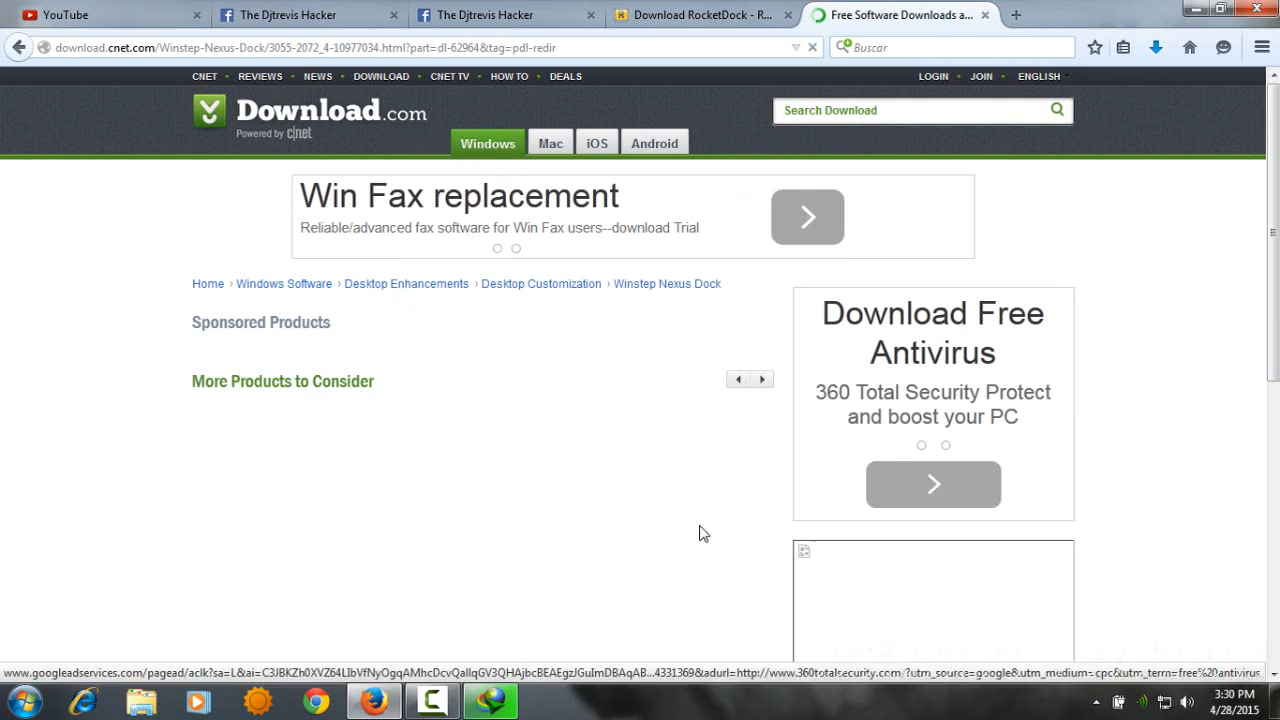 YouTube
The Djtrevis Hacker
The Djtrevis Hacker
Download RocketDock - R...
Free Software Downloads a...
download.cnet.com/Winstep-Nexus-Dock/3055-2072_4-10977034.html?part=dl-62964&tag=pdl-redir
Buscar
CNET REVIEWS NEWS DOWNLOAD CNET TV HOW TO DEALS
LOGIN JOIN ENGLISH
Download.com
Powered by c|net
Search Download
Windows
Mac
iOS
Android
Win Fax replacement
Reliable/advanced fax software for Win Fax users--download Trial
Home › Windows Software › Desktop Enhancements › Desktop Customization › Winstep Nexus Dock
Sponsored Products
More Products to Consider
Download Free
Antivirus
360 Total Security Protect
and boost your PC
3:30 PM
4/28/2015